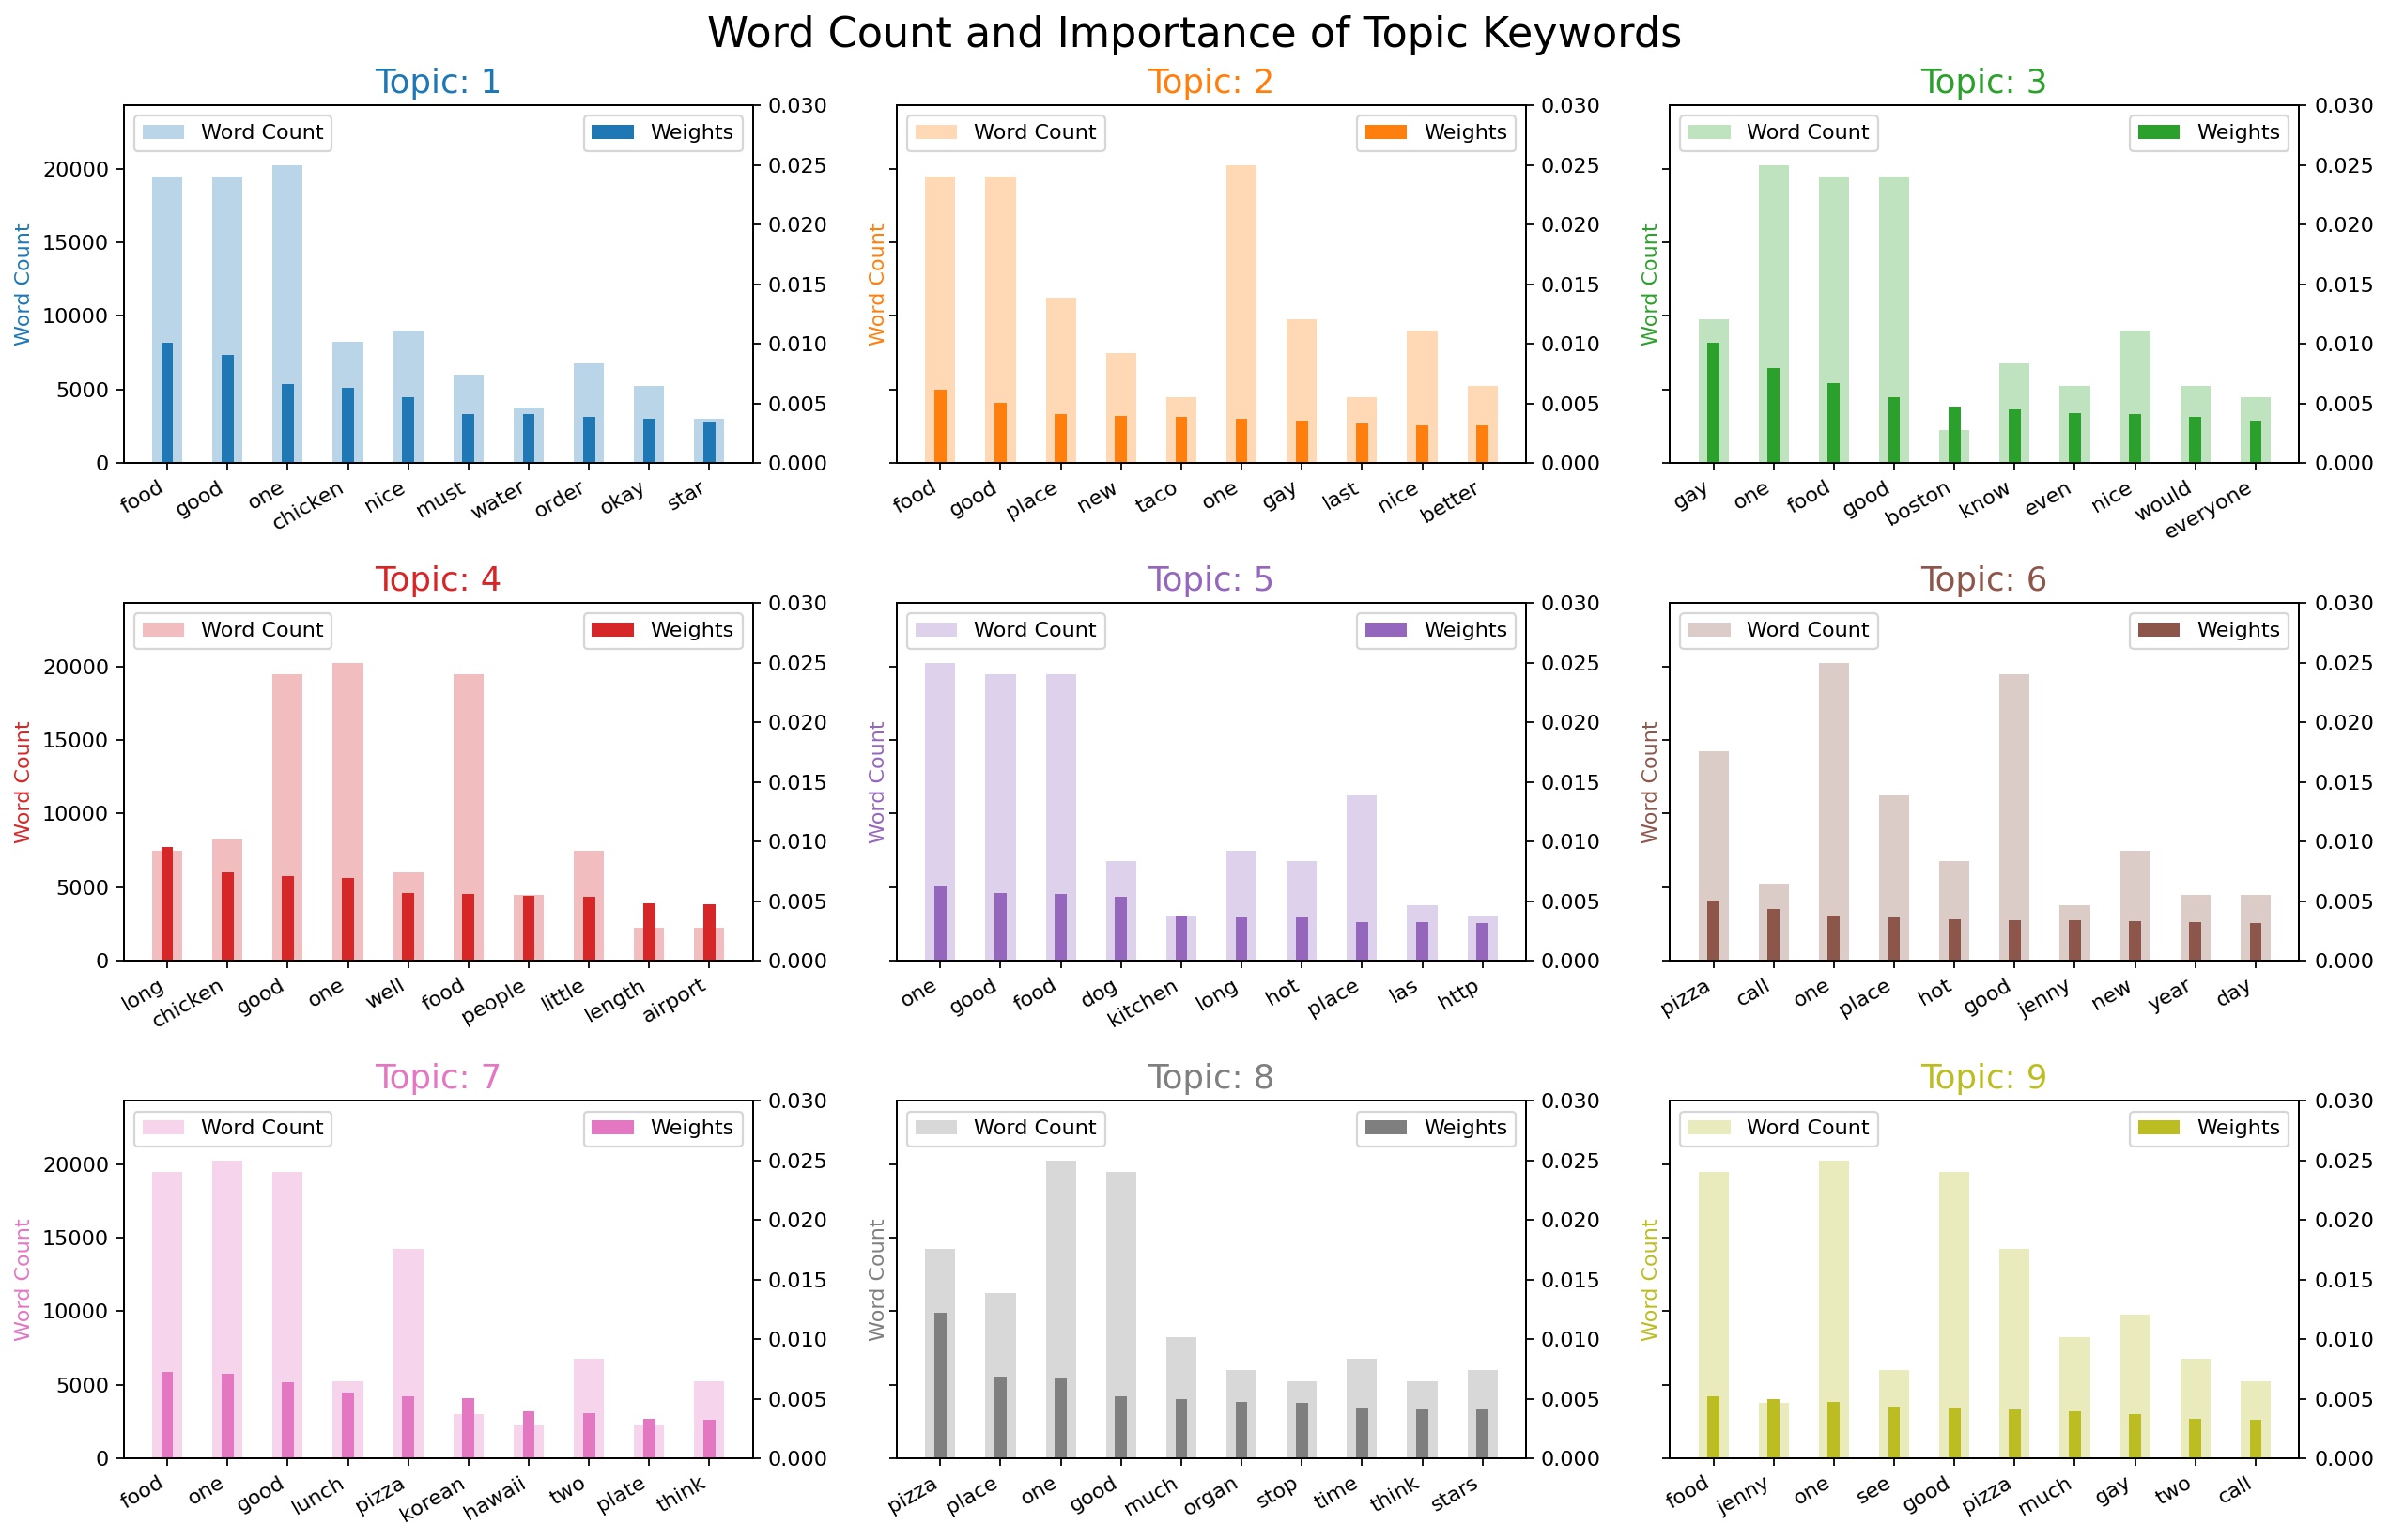 Word Count and Importance of Topic Keywords
Topic: 1
Word Count
Weights
Word Count
20000
15000
10000
5000
0
0.030
0.025
0.020
0.015
0.010
0.005
0.000
food good one chicken nice must water order okay star
Topic: 2
Word Count
Weights
Word Count
0.030
0.025
0.020
0.015
0.010
0.005
0.000
food good place new taco one gay last nice better
Topic: 3
Word Count
Weights
Word Count
0.030
0.025
0.020
0.015
0.010
0.005
0.000
gay one food good boston know even nice would everyone
Topic: 4
Word Count
Weights
Word Count
20000
15000
10000
5000
0
0.030
0.025
0.020
0.015
0.010
0.005
0.000
long chicken good one well food people little length airport
Topic: 5
Word Count
Weights
Word Count
0.030
0.025
0.020
0.015
0.010
0.005
0.000
one good food dog kitchen long hot place las http
Topic: 6
Word Count
Weights
Word Count
0.030
0.025
0.020
0.015
0.010
0.005
0.000
pizza call one place hot good jenny new year day
Topic: 7
Word Count
Weights
Word Count
20000
15000
10000
5000
0
0.030
0.025
0.020
0.015
0.010
0.005
0.000
food one good lunch pizza korean hawaii two plate think
Topic: 8
Word Count
Weights
Word Count
0.030
0.025
0.020
0.015
0.010
0.005
0.000
pizza place one good much organ stop time think stars
Topic: 9
Word Count
Weights
Word Count
0.030
0.025
0.020
0.015
0.010
0.005
0.000
food jenny one see good pizza much gay two call